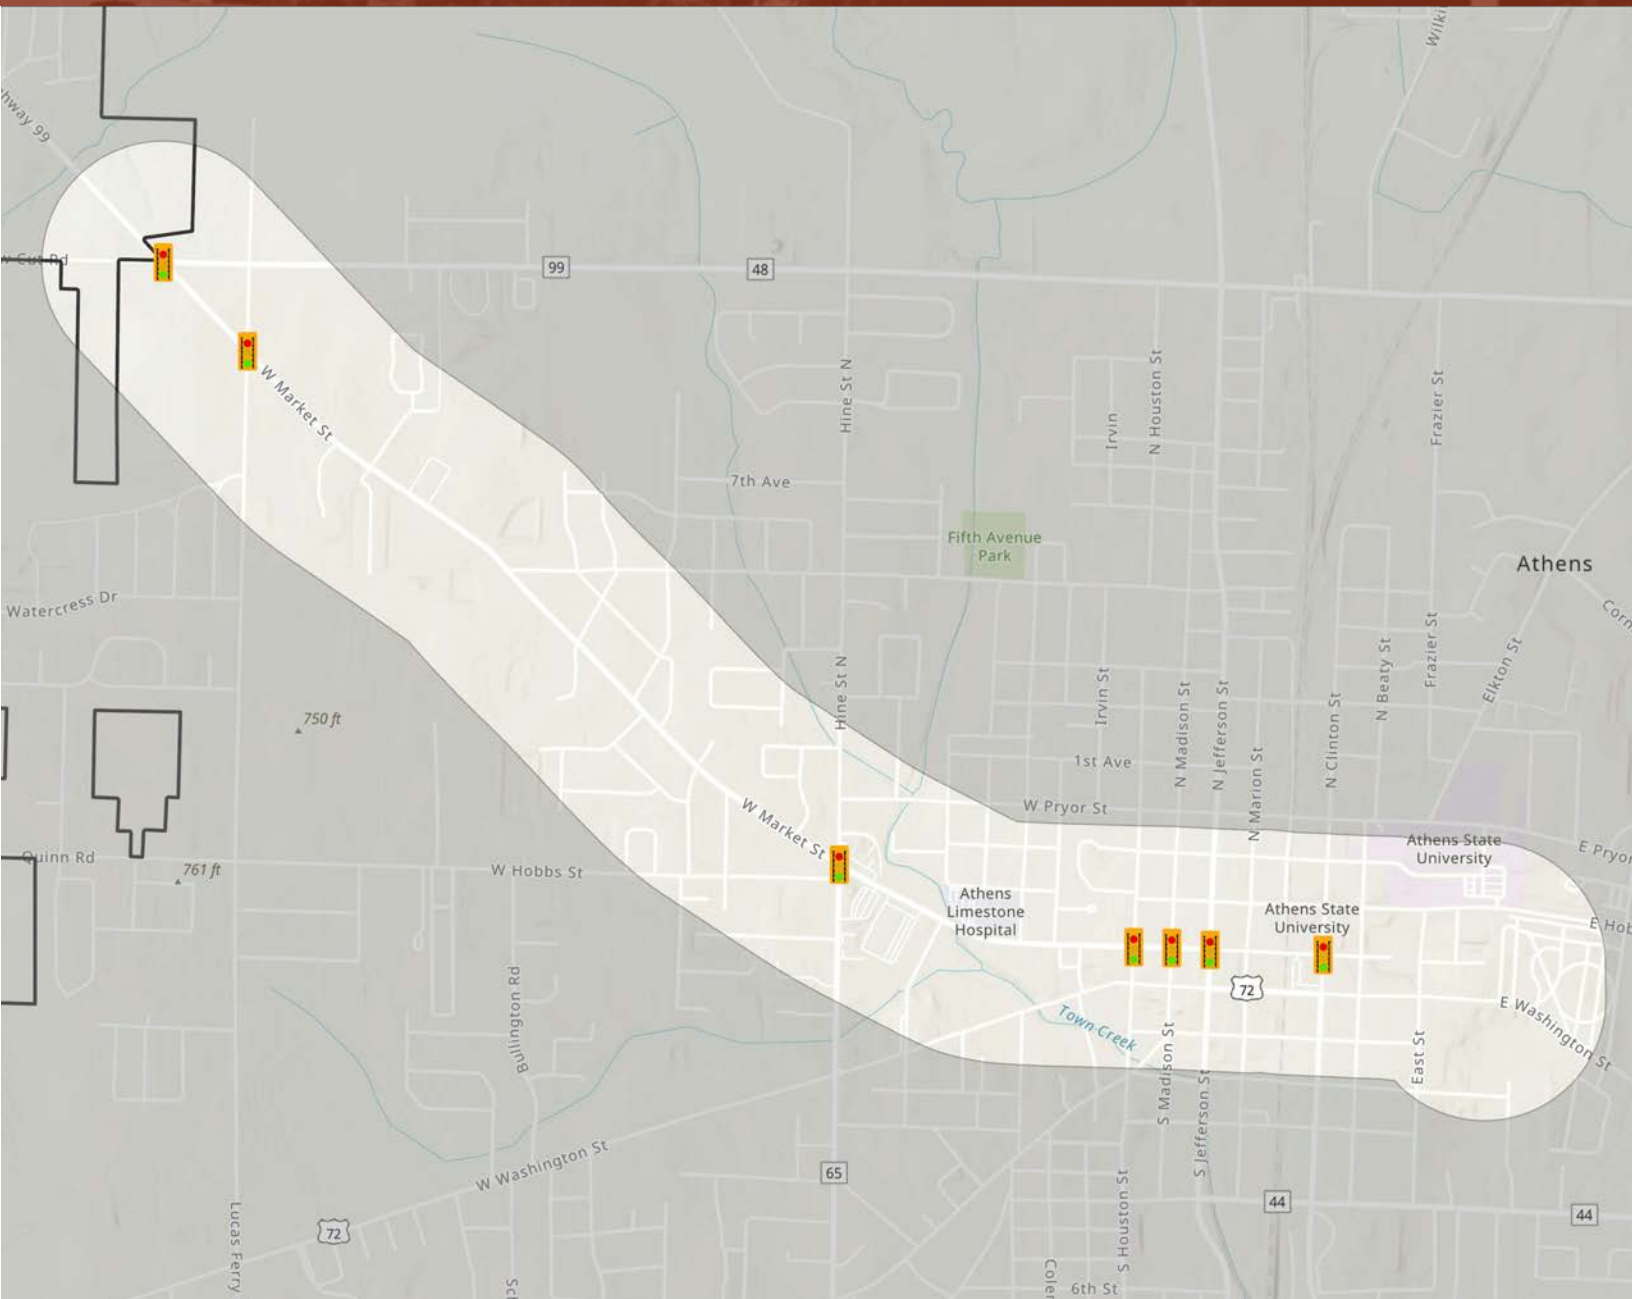 Wilki
hway 99
w Cut Rd
99
48
W Market St
Hine St N
Irvin
N Houston St
Frazier St
7th Ave
Fifth Avenue
Park
Athens
Corn
Watercress Dr
750 ft
Hine St N
Irvin St
N Madison St
N Jefferson St
N Marion St
N Clinton St
N Beaty St
Frazier St
Elkton St
1st Ave
W Pryor St
W Market St
Quinn Rd
761 ft
W Hobbs St
Athens State
University
E Pryor
Athens
Limestone
Hospital
Athens State
University
E Hob
72
E Washington St
Town Creek
Bullington Rd
S Madison St
S Jefferson St
East St
W Washington St
65
S Houston St
44
44
Lucas Ferry
72
Scl
Coler
6th St